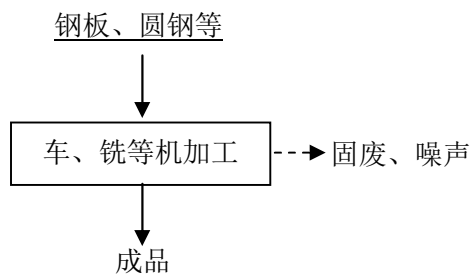 钢板、圆钢等
车、铣等机加工
固废、噪声
成品